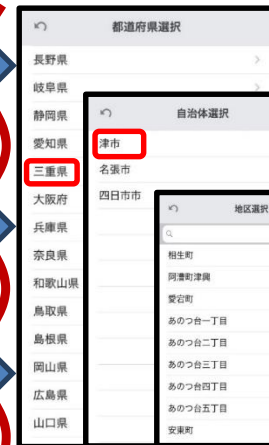 都道府県選択
長野県
岐阜県
静岡県
愛知県
三重県
大阪府
兵庫県
奈良県
和歌山県
鳥取県
島根県
岡山県
広島県
山口県
自治体選択
津市
名張市
四日市市
地区選択
相生町
阿漕町津興
愛宕町
あのつ台一丁目
あのつ台二丁目
あのつ台三丁目
あのつ台四丁目
あのつ台五丁目
安東町